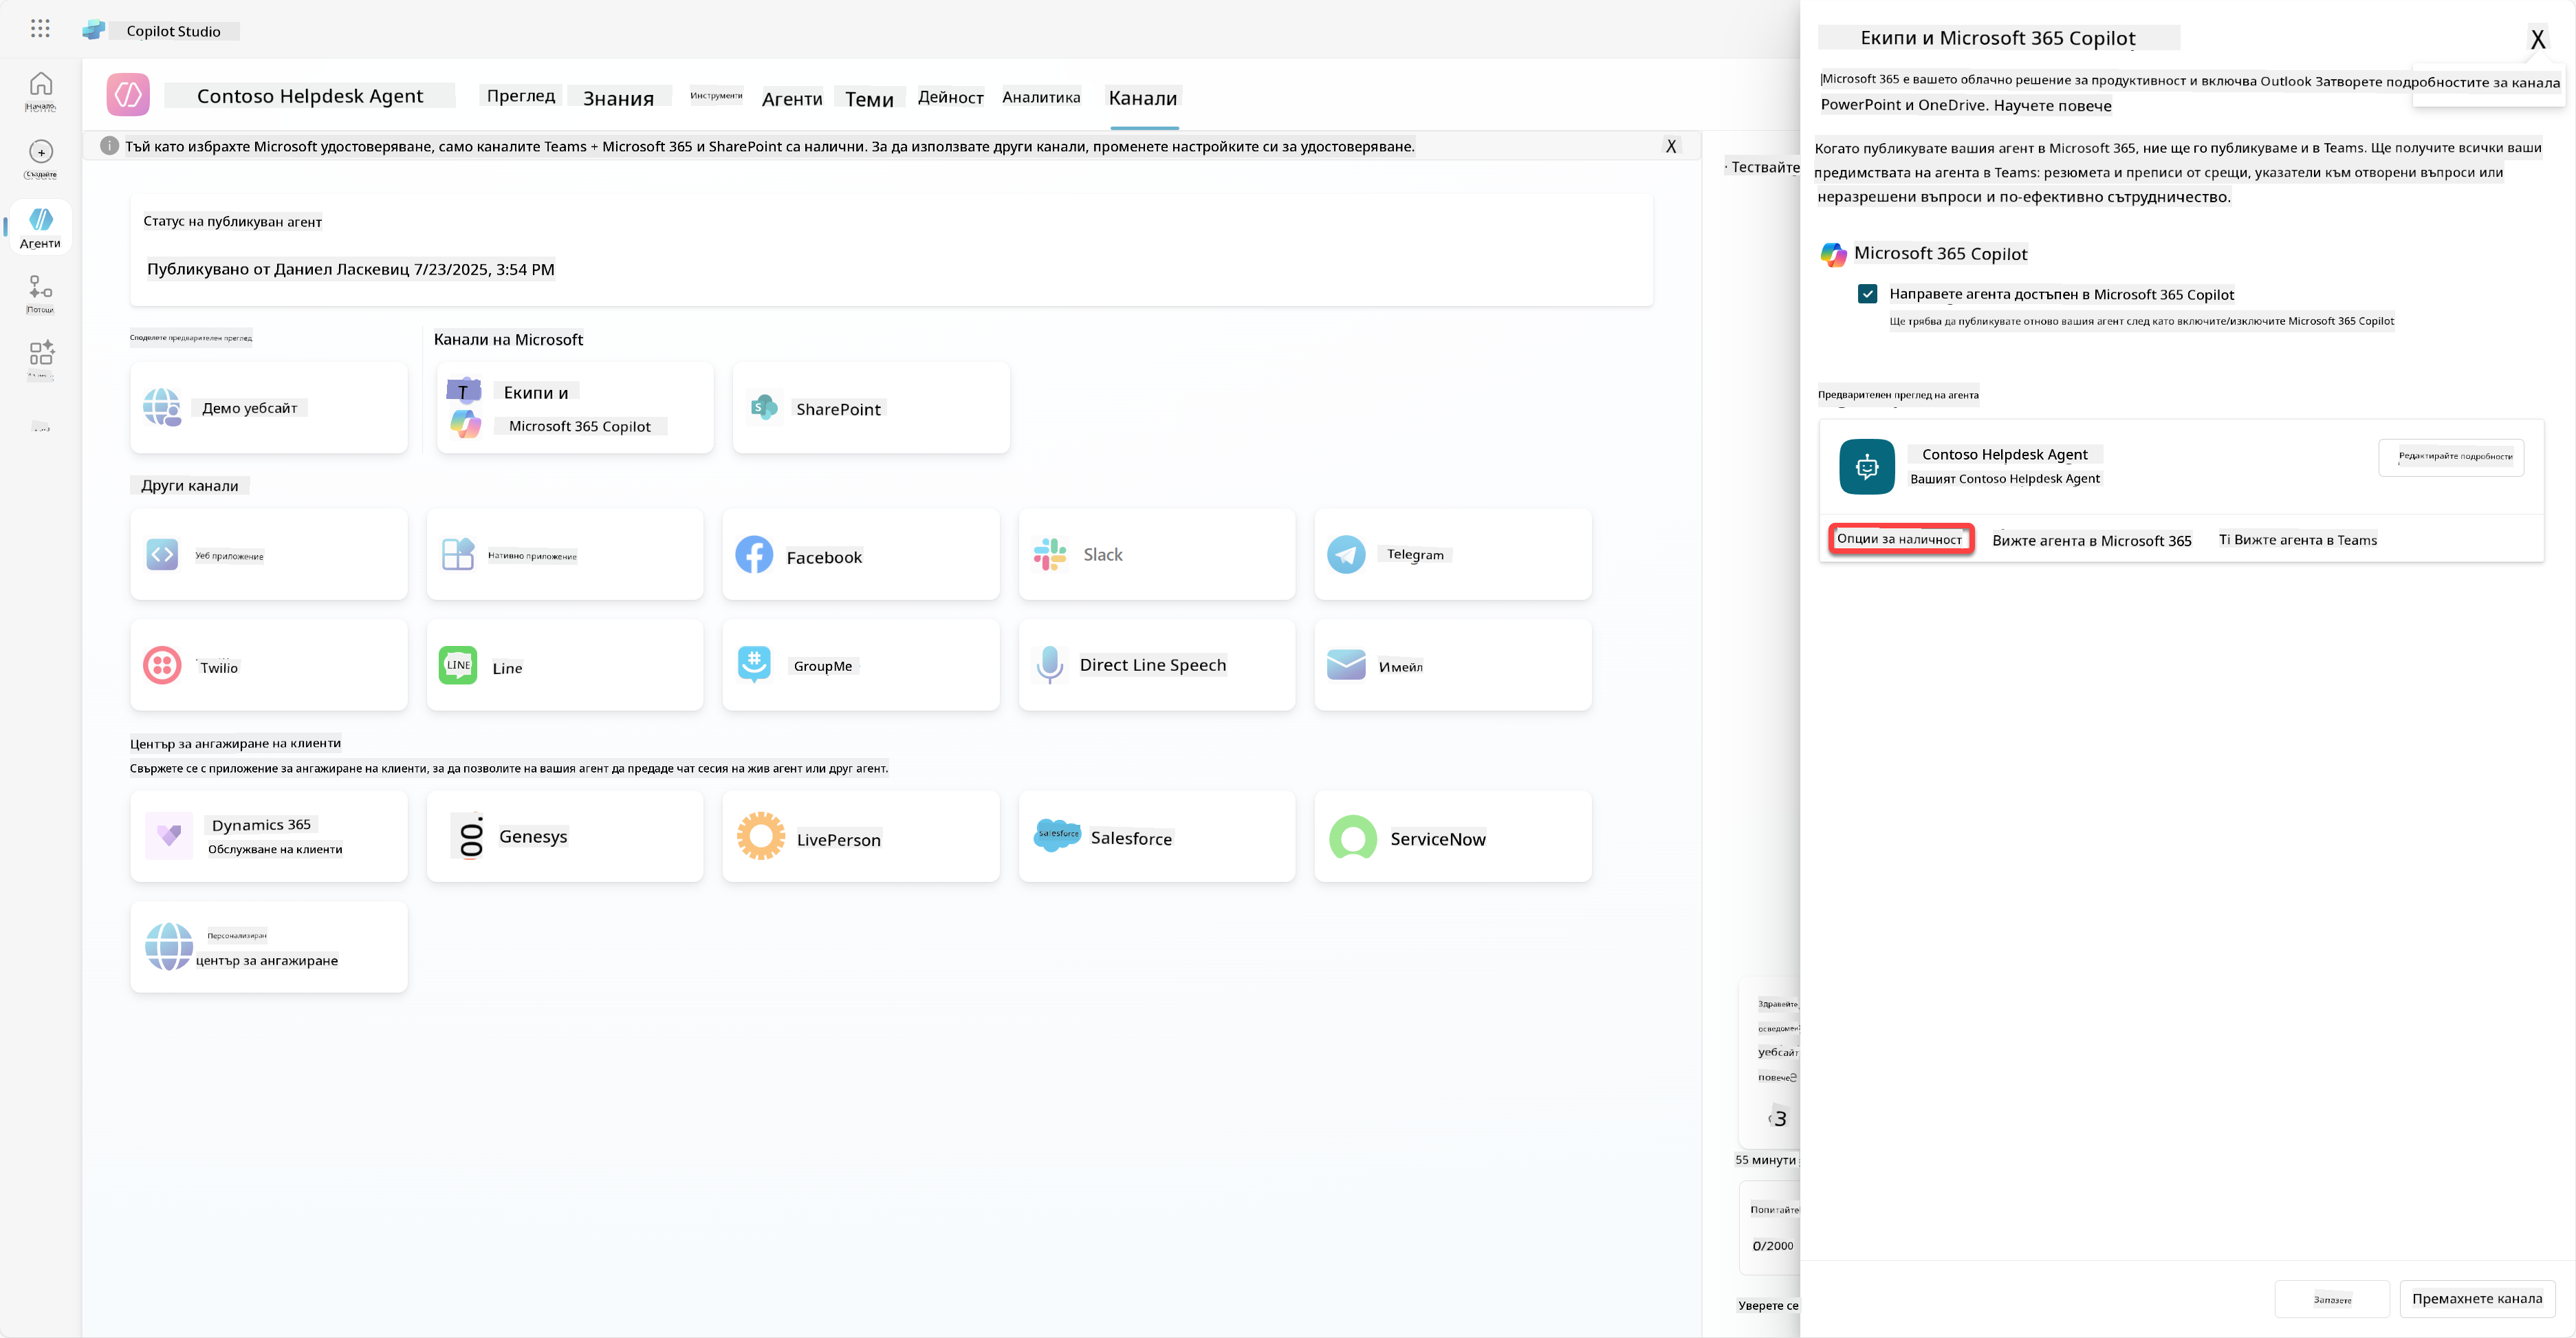 Copilot Studio
Начало
Създайте
Агенти
Потоци
Contoso Helpdesk Agent
Преглед
Знания
Инструменти
Агенти
Теми
Дейност
Аналитика
Канали
Тъй като избрахте Microsoft удостоверяване, само каналите Teams + Microsoft 365 и SharePoint са налични. За да използвате други канали, променете настройките си за удостоверяване.
X
Статус на публикуван агент
Публикувано от Даниел Ласкевиц 7/23/2025, 3:54 PM
Споделете предварителен преглед
Канали на Microsoft
Демо уебсайт
T
Екипи и
Microsoft 365 Copilot
SharePoint
Други канали
Уеб приложение
Нативно приложение
Facebook
Slack
Telegram
Twilio
LINE
Line
GroupMe
Direct Line Speech
Имейл
Център за ангажиране на клиенти
Свържете се с приложение за ангажиране на клиенти, за да позволите на вашия агент да предаде чат сесия на жив агент или друг агент.
Dynamics 365
Обслужване на клиенти
Genesys
LivePerson
salesforce
Salesforce
ServiceNow
Персонализиран
център за ангажиране
Тествайте
Здравейте
уебсайт
повече
3
55 минути
Попитайте
0/2000
Уверете се
Екипи и Microsoft 365 Copilot
X
Microsoft 365 е вашето облачно решение за продуктивност и включва Outlook Затворете подробностите за канала
PowerPoint и OneDrive. Научете повече
Когато публикувате вашия агент в Microsoft 365, ние ще го публикуваме и в Teams. Ще получите всички ваши
предимствата на агента в Teams: резюмета и преписи от срещи, указатели към отворени въпроси или
неразрешени въпроси и по-ефективно сътрудничество.
Microsoft 365 Copilot
Направете агента достъпен в Microsoft 365 Copilot
Ще трябва да публикувате отново вашия агент след като включите/изключите Microsoft 365 Copilot
Предварителен преглед на агента
Contoso Helpdesk Agent
Вашият Contoso Helpdesk Agent
Редактирайте подробности
Опции за наличност
Вижте агента в Microsoft 365
Ti Вижте агента в Teams
Запазете
Премахнете канала